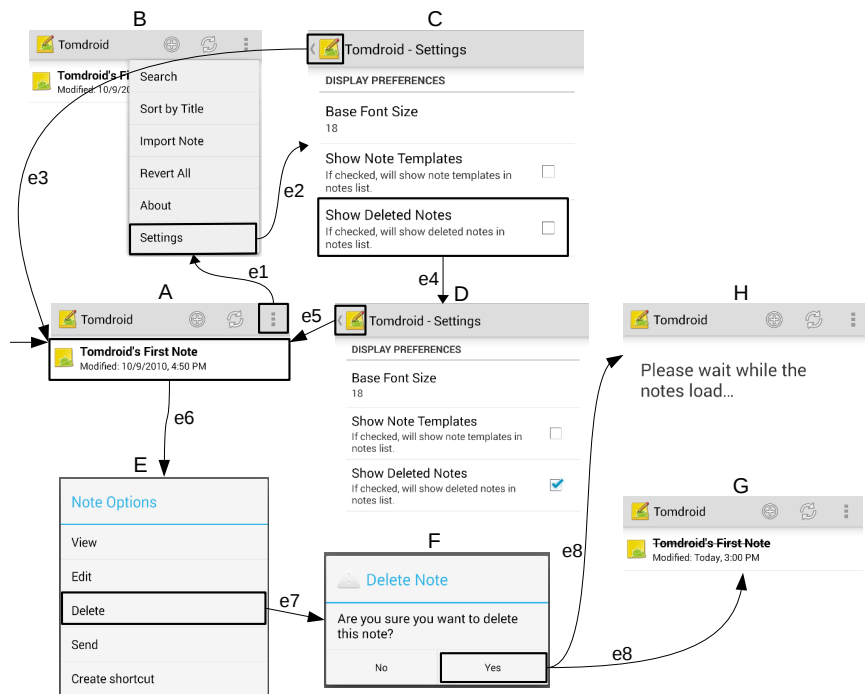 B
Tomdroid
Tomdroid's Fi
Modified: 10/9/20
Search
Sort by Title
Import Note
Revert All
About
Settings
e1
e2
e3
C
Tomdroid - Settings
DISPLAY PREFERENCES
Base Font Size
18
Show Note Templates
If checked, will show note templates in
notes list.
Show Deleted Notes
If checked, will show deleted notes in
notes list.
e4
A
Tomdroid
Tomdroid's First Note
Modified: 10/9/2010, 4:50 PM
e5
e6
D
Tomdroid - Settings
DISPLAY PREFERENCES
Base Font Size
18
Show Note Templates
If checked, will show note templates in
notes list.
Show Deleted Notes
If checked, will show deleted notes in
notes list.
H
Tomdroid
Please wait while the
notes load...
E
Note Options
View
Edit
Delete
Send
Create shortcut
e7
F
Delete Note
Are you sure you want to delete
this note?
No
Yes
e8
e8
G
Tomdroid
Tomdroid's First Note
Modified: Today, 3:00 PM